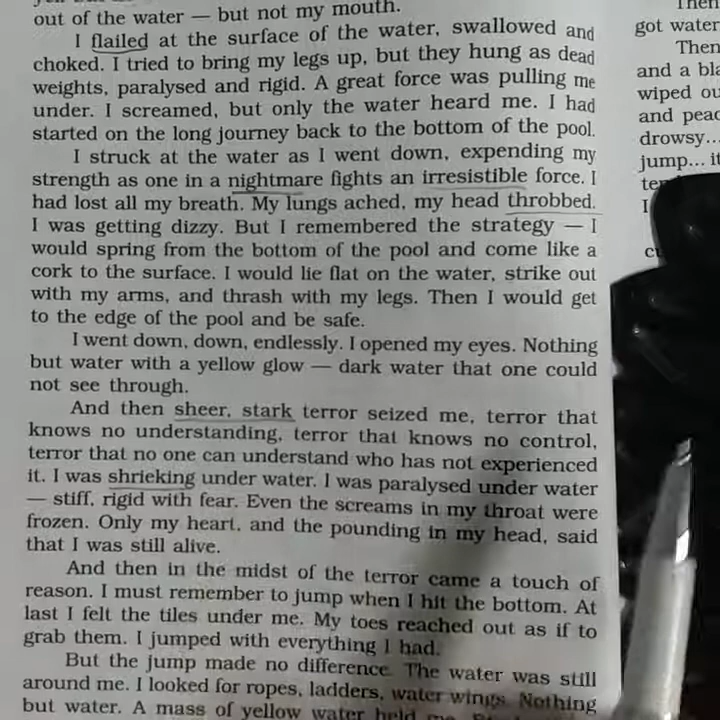 out of the water — but not my mouth.
I flailed at the surface of the water, swallowed and
choked. I tried to bring my legs up, but they hung as dead
weights, paralysed and rigid. A great force was pulling me
under. I screamed, but only the water heard me. I had
started on the long journey back to the bottom of the pool.
I struck at the water as I went down, expending my
strength as one in a nightmare fights an irresistible force. I
had lost all my breath. My lungs ached, my head throbbed.
I was getting dizzy. But I remembered the strategy — I
would spring from the bottom of the pool and come like a
cork to the surface. I would lie flat on the water, strike out
with my arms, and thrash with my legs. Then I would get
to the edge of the pool and be safe.
I went down, down, endlessly. I opened my eyes. Nothing
but water with a yellow glow — dark water that one could
not see through.
And then sheer, stark terror seized me, terror that
knows no understanding, terror that knows no control,
terror that no one can understand who has not experienced
it. I was shrieking under water. I was paralysed under water
— stiff, rigid with fear. Even the screams in my throat were
frozen. Only my heart, and the pounding in my head, said
that I was still alive.
And then in the midst of the terror came a touch of
reason. I must remember to jump when I hit the bottom. At
last I felt the tiles under me. My toes reached out as if to
grab them. I jumped with everything I had.
But the jump made no difference. The water was still
around me. I looked for ropes, ladders, water wings. Nothing
but water. A mass of yellow water held me.
Then
got water
Then
and a
wiped
and
drowsy...
jump...
I